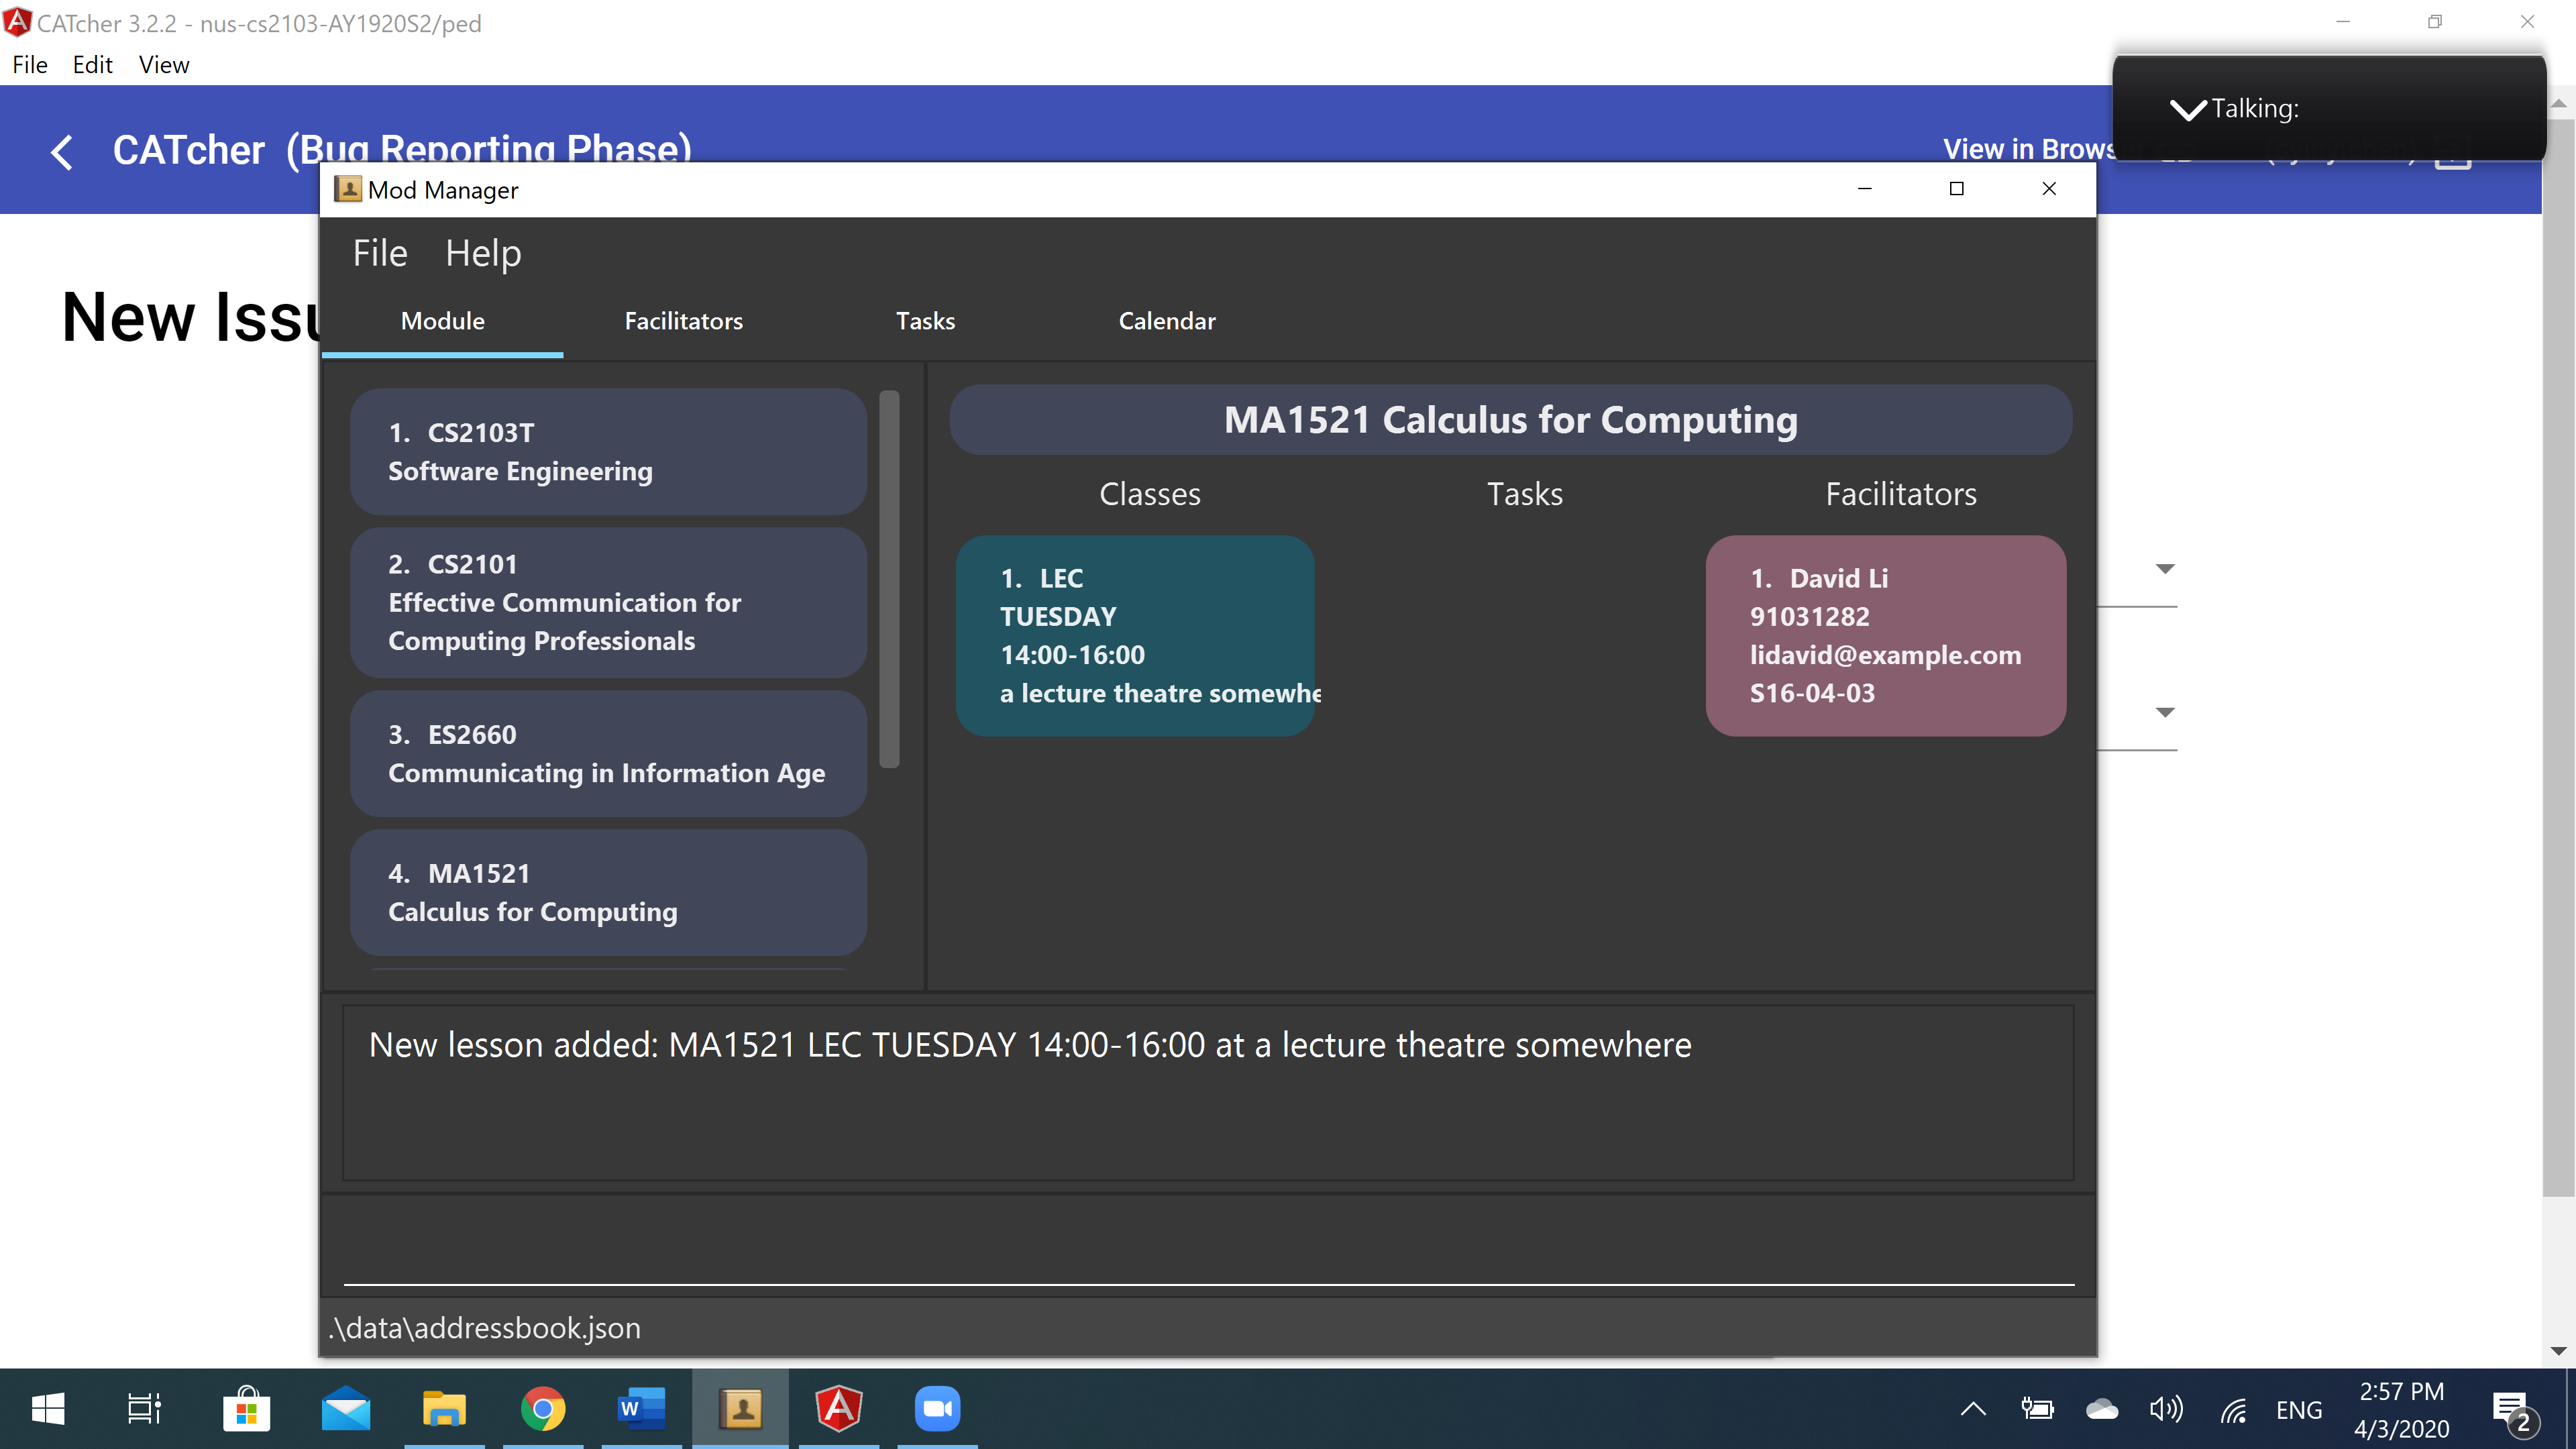 CATcher 3.2.2 - nus-cs2103-AY1920S2/ped
File Edit View
Talking:
CATcher (Bug Reporting Phase)
View in Brows
Mod Manager
File Help
New Issu
Module Facilitators Tasks Calendar
1. CS2103T
Software Engineering
2. CS2101
Effective Communication for
Computing Professionals
3. ES2660
Communicating in Information Age
4. MA1521
Calculus for Computing
MA1521 Calculus for Computing
Classes Tasks Facilitators
1. LEC
TUESDAY
14:00-16:00
a lecture theatre somewhe
1. David Li
91031282
lidavid@example.com
S16-04-03
New lesson added: MA1521 LEC TUESDAY 14:00-16:00 at a lecture theatre somewhere
.\data\addressbook.json
W
ENG
2:57 PM
4/3/2020
2